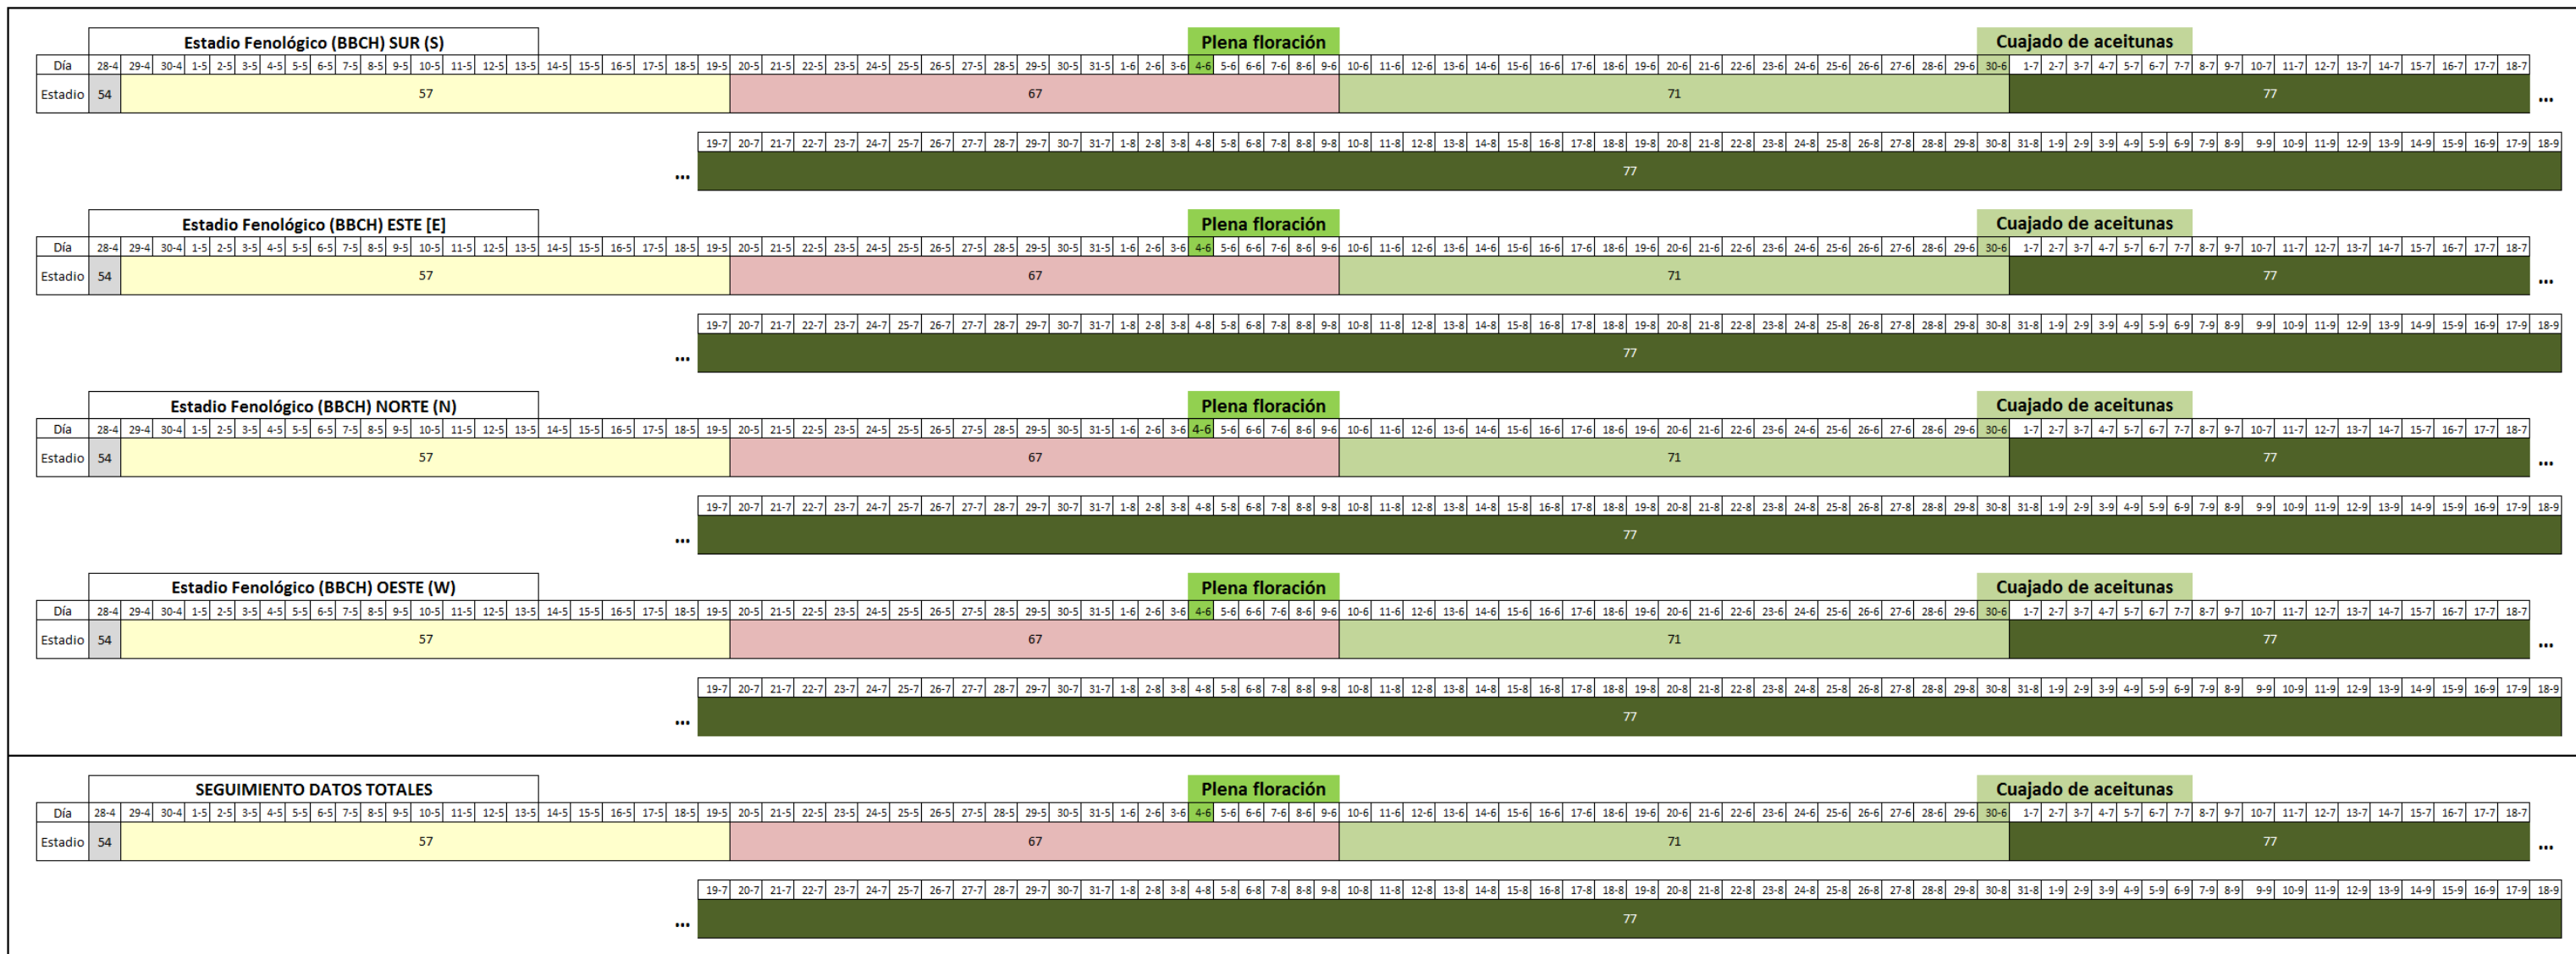 Estadio Fenológico (BBCH) SUR (S) Plena floración Cuajado de aceitunas
Día 28-4 29-4 30-4 1-5 2-5 3-5 4-5 5-5 6-5 7-5 8-5 9-5 10-5 11-5 12-5 13-5 14-5 15-5 16-5 17-5 18-5 19-5 20-5 21-5 22-5 23-5 24-5 25-5 26-5 27-5 28-5 29-5 30-5 31-5 1-6 2-6 3-6 4-6 5-6 6-6 7-6 8-6 9-6 10-6 11-6 12-6 13-6 14-6 15-6 16-6 17-6 18-6 19-6 20-6 21-6 22-6 23-6 24-6 25-6 26-6 27-6 28-6 29-6 30-6 1-7 2-7 3-7 4-7 5-7 6-7 7-7 8-7 9-7 10-7 11-7 12-7 13-7 14-7 15-7 16-7 17-7 18-7
Estadio 54 57 67 71 77 ...
19-7 20-7 21-7 22-7 23-7 24-7 25-7 26-7 27-7 28-7 29-7 30-7 31-7 1-8 2-8 3-8 4-8 5-8 6-8 7-8 8-8 9-8 10-8 11-8 12-8 13-8 14-8 15-8 16-8 17-8 18-8 19-8 20-8 21-8 22-8 23-8 24-8 25-8 26-8 27-8 28-8 29-8 30-8 31-8 1-9 2-9 3-9 4-9 5-9 6-9 7-9 8-9 9-9 10-9 11-9 12-9 13-9 14-9 15-9 16-9 17-9 18-9
... 77
Estadio Fenológico (BBCH) ESTE [E] Plena floración Cuajado de aceitunas
Día 28-4 29-4 30-4 1-5 2-5 3-5 4-5 5-5 6-5 7-5 8-5 9-5 10-5 11-5 12-5 13-5 14-5 15-5 16-5 17-5 18-5 19-5 20-5 21-5 22-5 23-5 24-5 25-5 26-5 27-5 28-5 29-5 30-5 31-5 1-6 2-6 3-6 4-6 5-6 6-6 7-6 8-6 9-6 10-6 11-6 12-6 13-6 14-6 15-6 16-6 17-6 18-6 19-6 20-6 21-6 22-6 23-6 24-6 25-6 26-6 27-6 28-6 29-6 30-6 1-7 2-7 3-7 4-7 5-7 6-7 7-7 8-7 9-7 10-7 11-7 12-7 13-7 14-7 15-7 16-7 17-7 18-7
Estadio 54 57 67 71 77 ...
19-7 20-7 21-7 22-7 23-7 24-7 25-7 26-7 27-7 28-7 29-7 30-7 31-7 1-8 2-8 3-8 4-8 5-8 6-8 7-8 8-8 9-8 10-8 11-8 12-8 13-8 14-8 15-8 16-8 17-8 18-8 19-8 20-8 21-8 22-8 23-8 24-8 25-8 26-8 27-8 28-8 29-8 30-8 31-8 1-9 2-9 3-9 4-9 5-9 6-9 7-9 8-9 9-9 10-9 11-9 12-9 13-9 14-9 15-9 16-9 17-9 18-9
... 77
Estadio Fenológico (BBCH) NORTE (N) Plena floración Cuajado de aceitunas
Día 28-4 29-4 30-4 1-5 2-5 3-5 4-5 5-5 6-5 7-5 8-5 9-5 10-5 11-5 12-5 13-5 14-5 15-5 16-5 17-5 18-5 19-5 20-5 21-5 22-5 23-5 24-5 25-5 26-5 27-5 28-5 29-5 30-5 31-5 1-6 2-6 3-6 4-6 5-6 6-6 7-6 8-6 9-6 10-6 11-6 12-6 13-6 14-6 15-6 16-6 17-6 18-6 19-6 20-6 21-6 22-6 23-6 24-6 25-6 26-6 27-6 28-6 29-6 30-6 1-7 2-7 3-7 4-7 5-7 6-7 7-7 8-7 9-7 10-7 11-7 12-7 13-7 14-7 15-7 16-7 17-7 18-7
Estadio 54 57 67 71 77 ...
19-7 20-7 21-7 22-7 23-7 24-7 25-7 26-7 27-7 28-7 29-7 30-7 31-7 1-8 2-8 3-8 4-8 5-8 6-8 7-8 8-8 9-8 10-8 11-8 12-8 13-8 14-8 15-8 16-8 17-8 18-8 19-8 20-8 21-8 22-8 23-8 24-8 25-8 26-8 27-8 28-8 29-8 30-8 31-8 1-9 2-9 3-9 4-9 5-9 6-9 7-9 8-9 9-9 10-9 11-9 12-9 13-9 14-9 15-9 16-9 17-9 18-9
... 77
Estadio Fenológico (BBCH) OESTE (W) Plena floración Cuajado de aceitunas
Día 28-4 29-4 30-4 1-5 2-5 3-5 4-5 5-5 6-5 7-5 8-5 9-5 10-5 11-5 12-5 13-5 14-5 15-5 16-5 17-5 18-5 19-5 20-5 21-5 22-5 23-5 24-5 25-5 26-5 27-5 28-5 29-5 30-5 31-5 1-6 2-6 3-6 4-6 5-6 6-6 7-6 8-6 9-6 10-6 11-6 12-6 13-6 14-6 15-6 16-6 17-6 18-6 19-6 20-6 21-6 22-6 23-6 24-6 25-6 26-6 27-6 28-6 29-6 30-6 1-7 2-7 3-7 4-7 5-7 6-7 7-7 8-7 9-7 10-7 11-7 12-7 13-7 14-7 15-7 16-7 17-7 18-7
Estadio 54 57 67 71 77 ...
19-7 20-7 21-7 22-7 23-7 24-7 25-7 26-7 27-7 28-7 29-7 30-7 31-7 1-8 2-8 3-8 4-8 5-8 6-8 7-8 8-8 9-8 10-8 11-8 12-8 13-8 14-8 15-8 16-8 17-8 18-8 19-8 20-8 21-8 22-8 23-8 24-8 25-8 26-8 27-8 28-8 29-8 30-8 31-8 1-9 2-9 3-9 4-9 5-9 6-9 7-9 8-9 9-9 10-9 11-9 12-9 13-9 14-9 15-9 16-9 17-9 18-9
... 77
SEGUIMIENTO DATOS TOTALES Plena floración Cuajado de aceitunas
Día 28-4 29-4 30-4 1-5 2-5 3-5 4-5 5-5 6-5 7-5 8-5 9-5 10-5 11-5 12-5 13-5 14-5 15-5 16-5 17-5 18-5 19-5 20-5 21-5 22-5 23-5 24-5 25-5 26-5 27-5 28-5 29-5 30-5 31-5 1-6 2-6 3-6 4-6 5-6 6-6 7-6 8-6 9-6 10-6 11-6 12-6 13-6 14-6 15-6 16-6 17-6 18-6 19-6 20-6 21-6 22-6 23-6 24-6 25-6 26-6 27-6 28-6 29-6 30-6 1-7 2-7 3-7 4-7 5-7 6-7 7-7 8-7 9-7 10-7 11-7 12-7 13-7 14-7 15-7 16-7 17-7 18-7
Estadio 54 57 67 71 77 ...
19-7 20-7 21-7 22-7 23-7 24-7 25-7 26-7 27-7 28-7 29-7 30-7 31-7 1-8 2-8 3-8 4-8 5-8 6-8 7-8 8-8 9-8 10-8 11-8 12-8 13-8 14-8 15-8 16-8 17-8 18-8 19-8 20-8 21-8 22-8 23-8 24-8 25-8 26-8 27-8 28-8 29-8 30-8 31-8 1-9 2-9 3-9 4-9 5-9 6-9 7-9 8-9 9-9 10-9 11-9 12-9 13-9 14-9 15-9 16-9 17-9 18-9
... 77